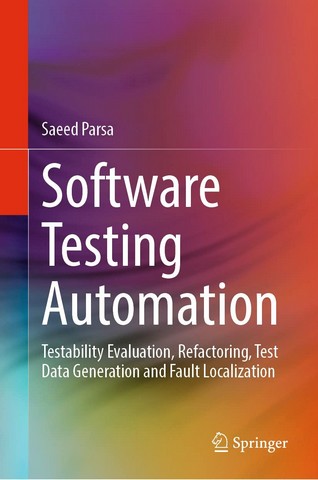 Saeed Parsa
Software
Testing
Automation
Testability Evaluation, Refactoring, Test
Data Generation and Fault Localization
Springer